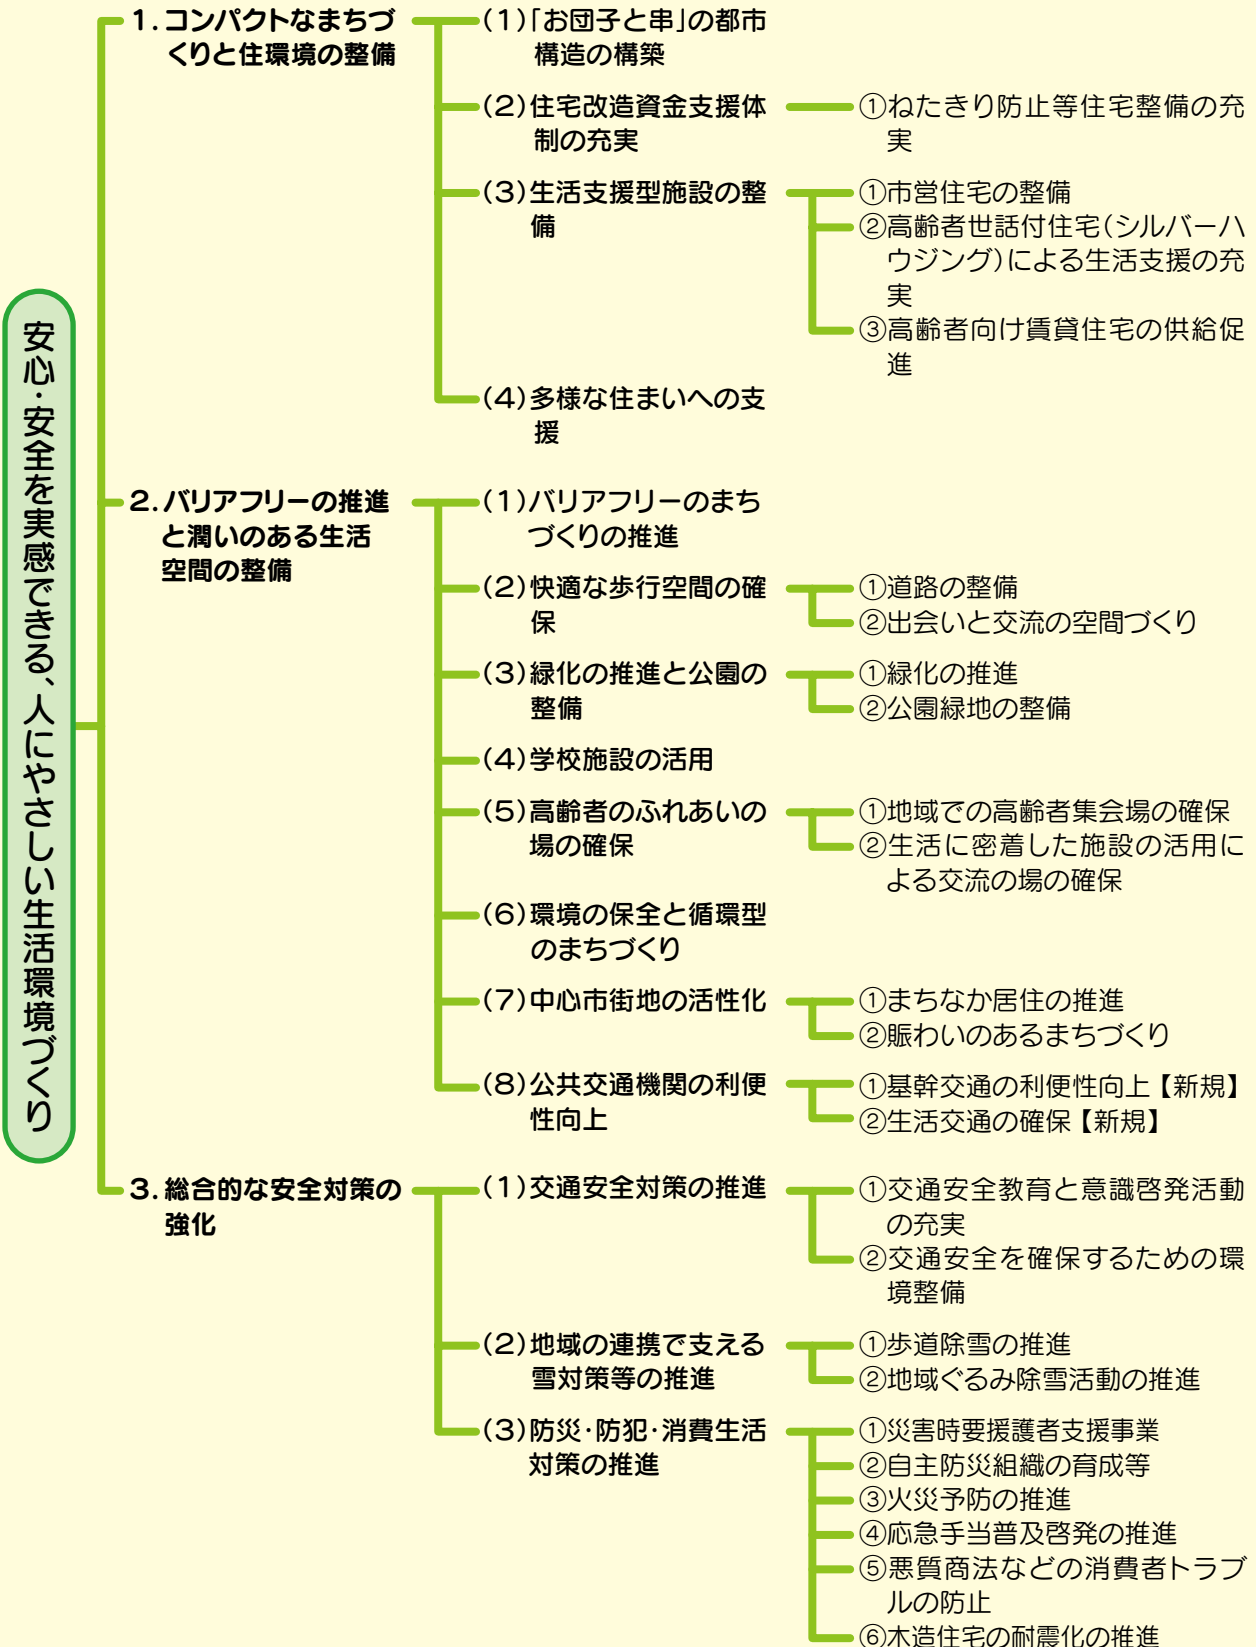 安心・安全を実感できる、人にやさしい生活環境づくり
1. コンパクトなまちづ
くりと住環境の整備
(1)「お団子と串」の都市
構造の構築
(2)住宅改造資金支援体
制の充実
①ねたきり防止等住宅整備の充
実
(3)生活支援型施設の整
備
①市営住宅の整備
②高齢者世話付住宅(シルバーハ
ウジング)による生活支援の充
実
③高齢者向け賃貸住宅の供給促
進
(4)多様な住まいへの支
援
2. バリアフリーの推進
と潤いのある生活
空間の整備
(1)バリアフリーのまち
づくりの推進
(2)快適な歩行空間の確
保
①道路の整備
②出会いと交流の空間づくり
(3)緑化の推進と公園の
整備
①緑化の推進
②公園緑地の整備
(4)学校施設の活用
(5)高齢者のふれあいの
場の確保
①地域での高齢者集会場の確保
②生活に密着した施設の活用に
よる交流の場の確保
(6)環境の保全と循環型
のまちづくり
(7)中心市街地の活性化
①まちなか居住の推進
②賑わいのあるまちづくり
(8)公共交通機関の利便
性向上
①基幹交通の利便性向上【新規】
②生活交通の確保【新規】
3. 総合的な安全対策の
強化
(1)交通安全対策の推進
①交通安全教育と意識啓発活動
の充実
②交通安全を確保するための環
境整備
(2)地域の連携で支える
雪対策等の推進
①歩道除雪の推進
②地域ぐるみ除雪活動の推進
(3)防災・防犯・消費生活
対策の推進
①災害時要援護者支援事業
②自主防災組織の育成等
③火災予防の推進
④応急手当普及啓発の推進
⑤悪質商法などの消費者トラブ
ルの防止
⑥木造住宅の耐震化の推進